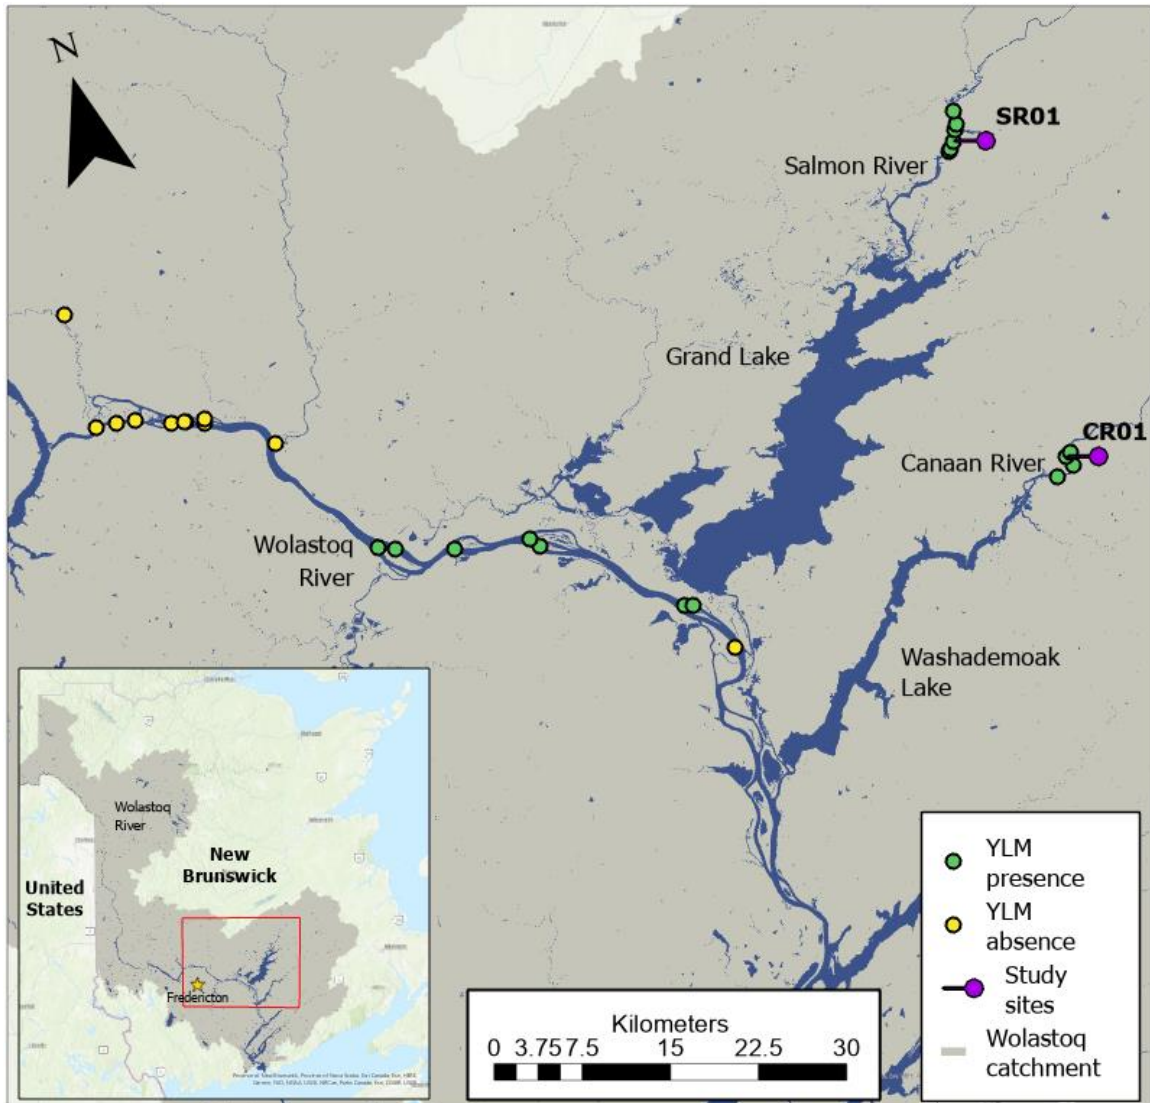 N
SR01
Salmon River
Grand Lake
CR01
Canaan River
Wolastoq
River
Washademoak
Lake
Wolastoq
River
New
Brunswick
United
States
Fredericton
YLM
presence
YLM
absence
Study
sites
Wolastoq
catchment
Kilometers
0 3.75 7.5 15 22.5 30